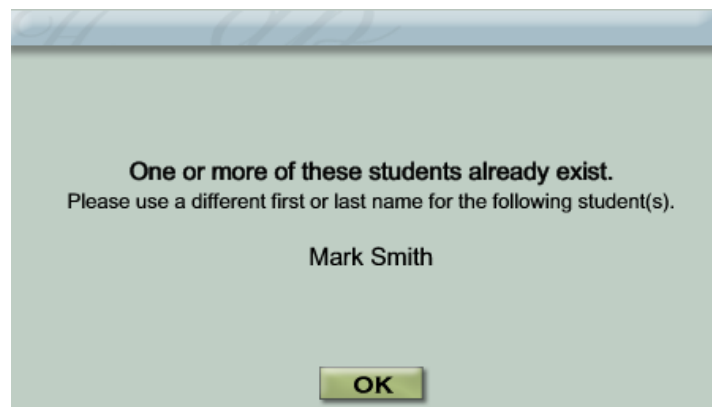 One or more of these students already exist.
Please use a different first or last name for the following student(s).
Mark Smith
OK